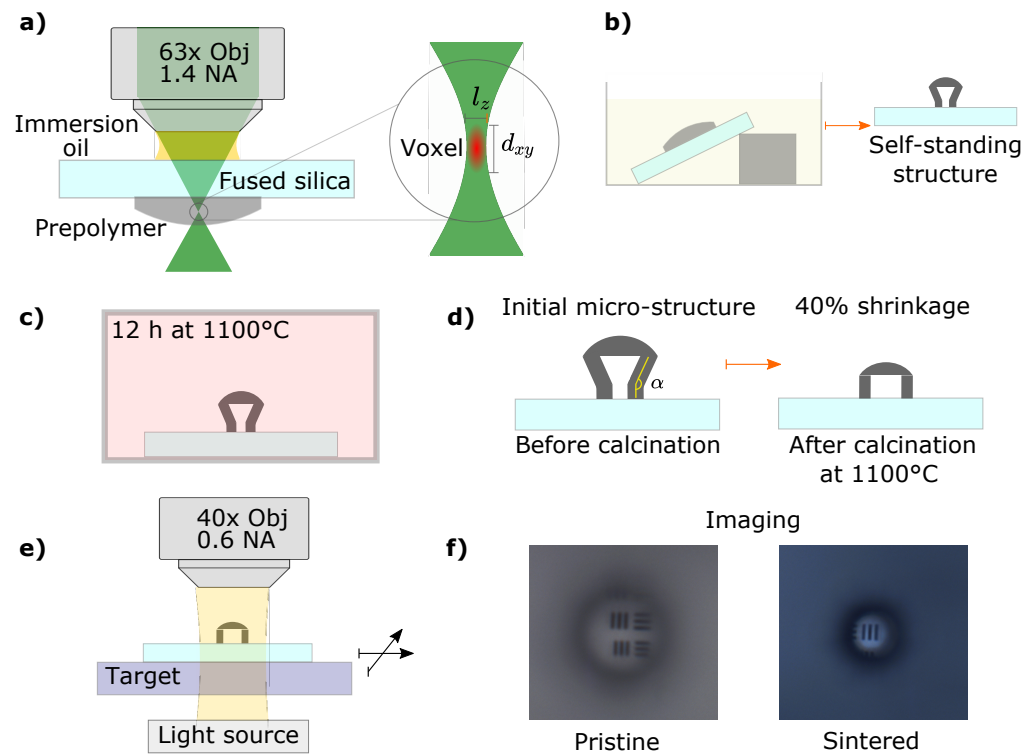 a)
63x Obj
1.4 NA
Immersion
oil
Fused silica
Prepolymer
Voxel
l_z
d_xy
b)
Self-standing
structure
c)
12 h at 1100°C
d)
Initial micro-structure
40% shrinkage
α
Before calcination
After calcination
at 1100°C
e)
40x Obj
0.6 NA
Target
Light source
Imaging
f)
Pristine
Sintered